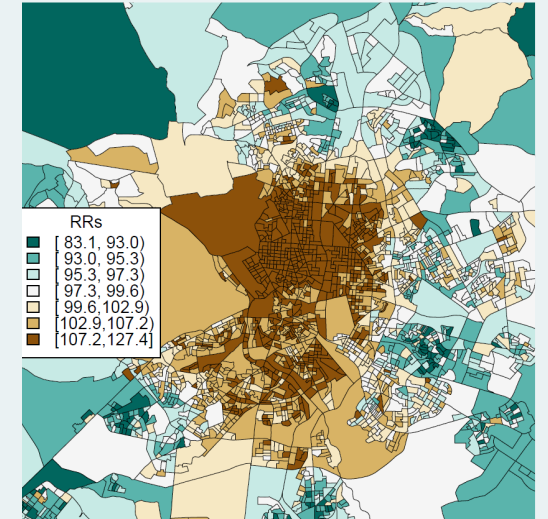 RRs
[ 83.1, 93.0)
[ 93.0, 95.3)
[ 95.3, 97.3)
[ 97.3, 99.6)
[ 99.6,102.9)
[102.9,107.2)
[107.2,127.4]